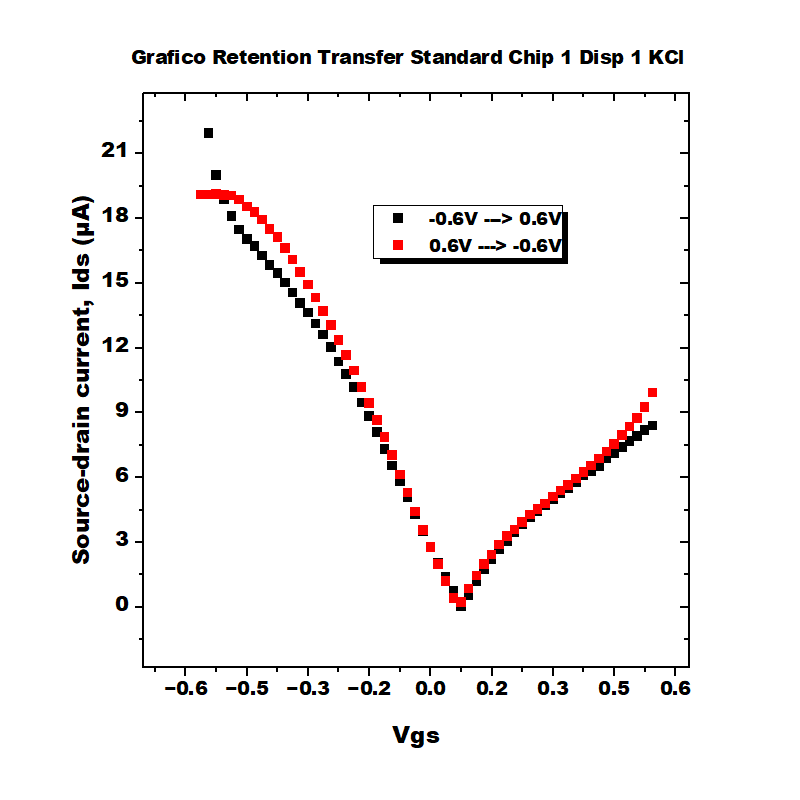 Grafico Retention Transfer Standard Chip 1 Disp 1 KCl
21
18
15
12
9
6
3
0
Source-drain current, Ids (µA)
-0.6V ---> 0.6V
0.6V ---> -0.6V
−0.6 −0.5 −0.3 −0.2 0.0 0.2 0.3 0.5 0.6
Vgs